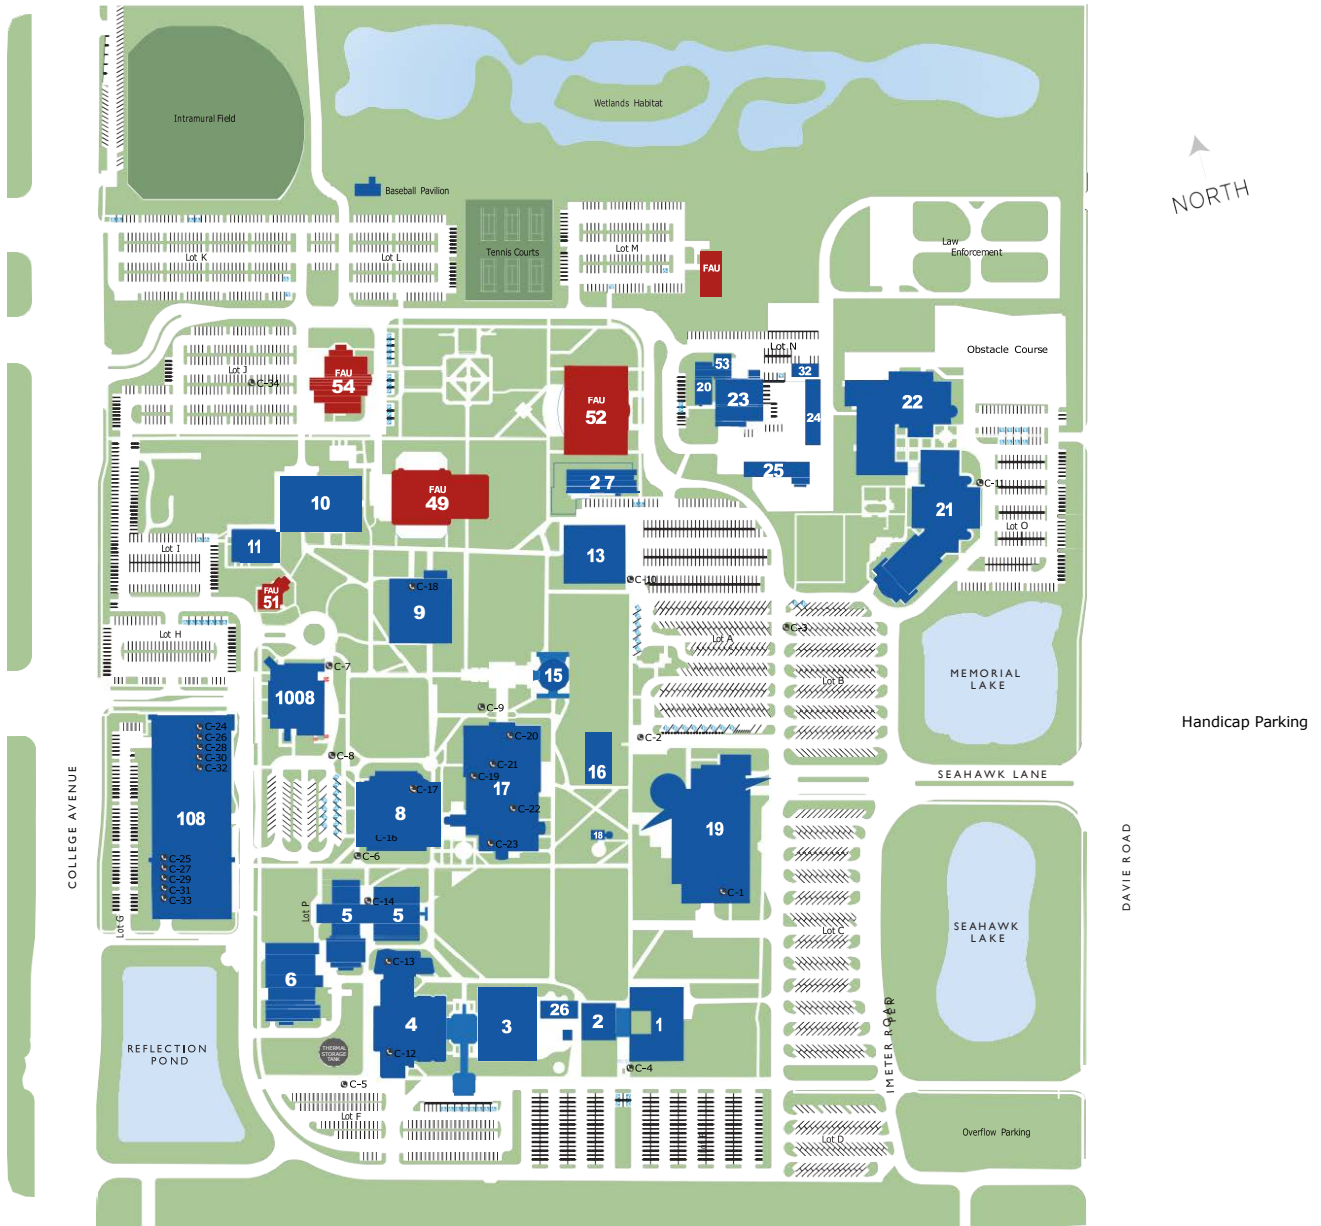 Wetlands Habitat
Intramural Field
Baseball Pavilion
NORTH
Lot K
Lot L
Tennis Courts
Lot M
FAU
Law
Enforcement
Lot J
C-34
FAU
54
FAU
52
Lot N
53
32
20
23
24
Obstacle Course
22
25
27
10
FAU
49
C-11
21
Lot O
11
Lot I
13
C-10
FAU
51
C-18
9
Lot H
Lot A
C-3
C-7
15
Lot B
MEMORIAL
LAKE
1008
C-9
Handicap Parking
C-24
C-26
C-28
C-30
C-32
C-8
C-20
C-2
C-21
C-19
17
16
SEAHAWK LANE
C-17
8
C-16
C-22
C-23
18
19
108
COLLEGE AVENUE
DAVIE ROAD
C-6
C-25
C-27
C-29
C-31
C-33
C-1
Lot G
Lot P
C-14
5
5
Lot C
SEAHAWK
LAKE
C-13
6
4
3
26
2
1
PER
IMETER ROAD
REFLECTION
POND
THERMAL
STORAGE
TANK
C-12
C-5
C-4
Lot F
Lot D
Overflow Parking